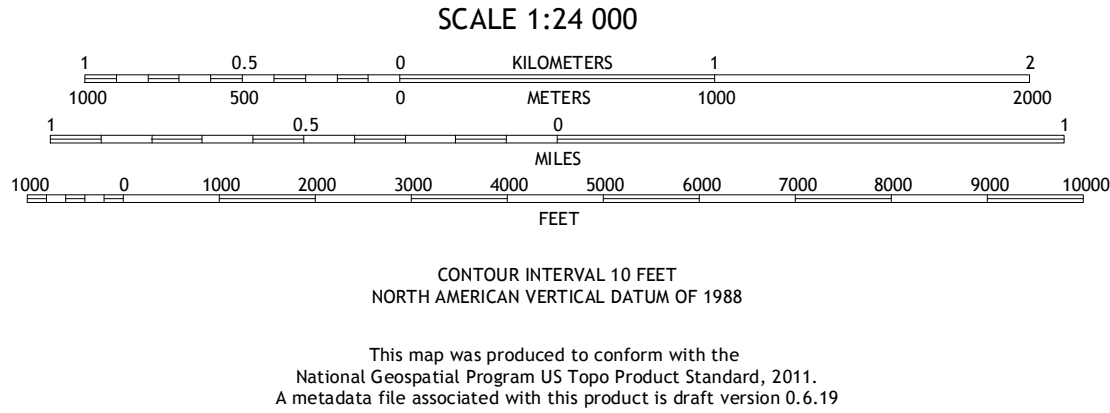 SCALE 1:24 000
1 0.5 0 KILOMETERS 1 2
1000 500 0 METERS 1000 2000
1 0.5 0 1
MILES
1000 0 1000 2000 3000 4000 5000 6000 7000 8000 9000 10000
FEET
CONTOUR INTERVAL 10 FEET
NORTH AMERICAN VERTICAL DATUM OF 1988
This map was produced to conform with the
National Geospatial Program US Topo Product Standard, 2011.
A metadata file associated with this product is draft version 0.6.19